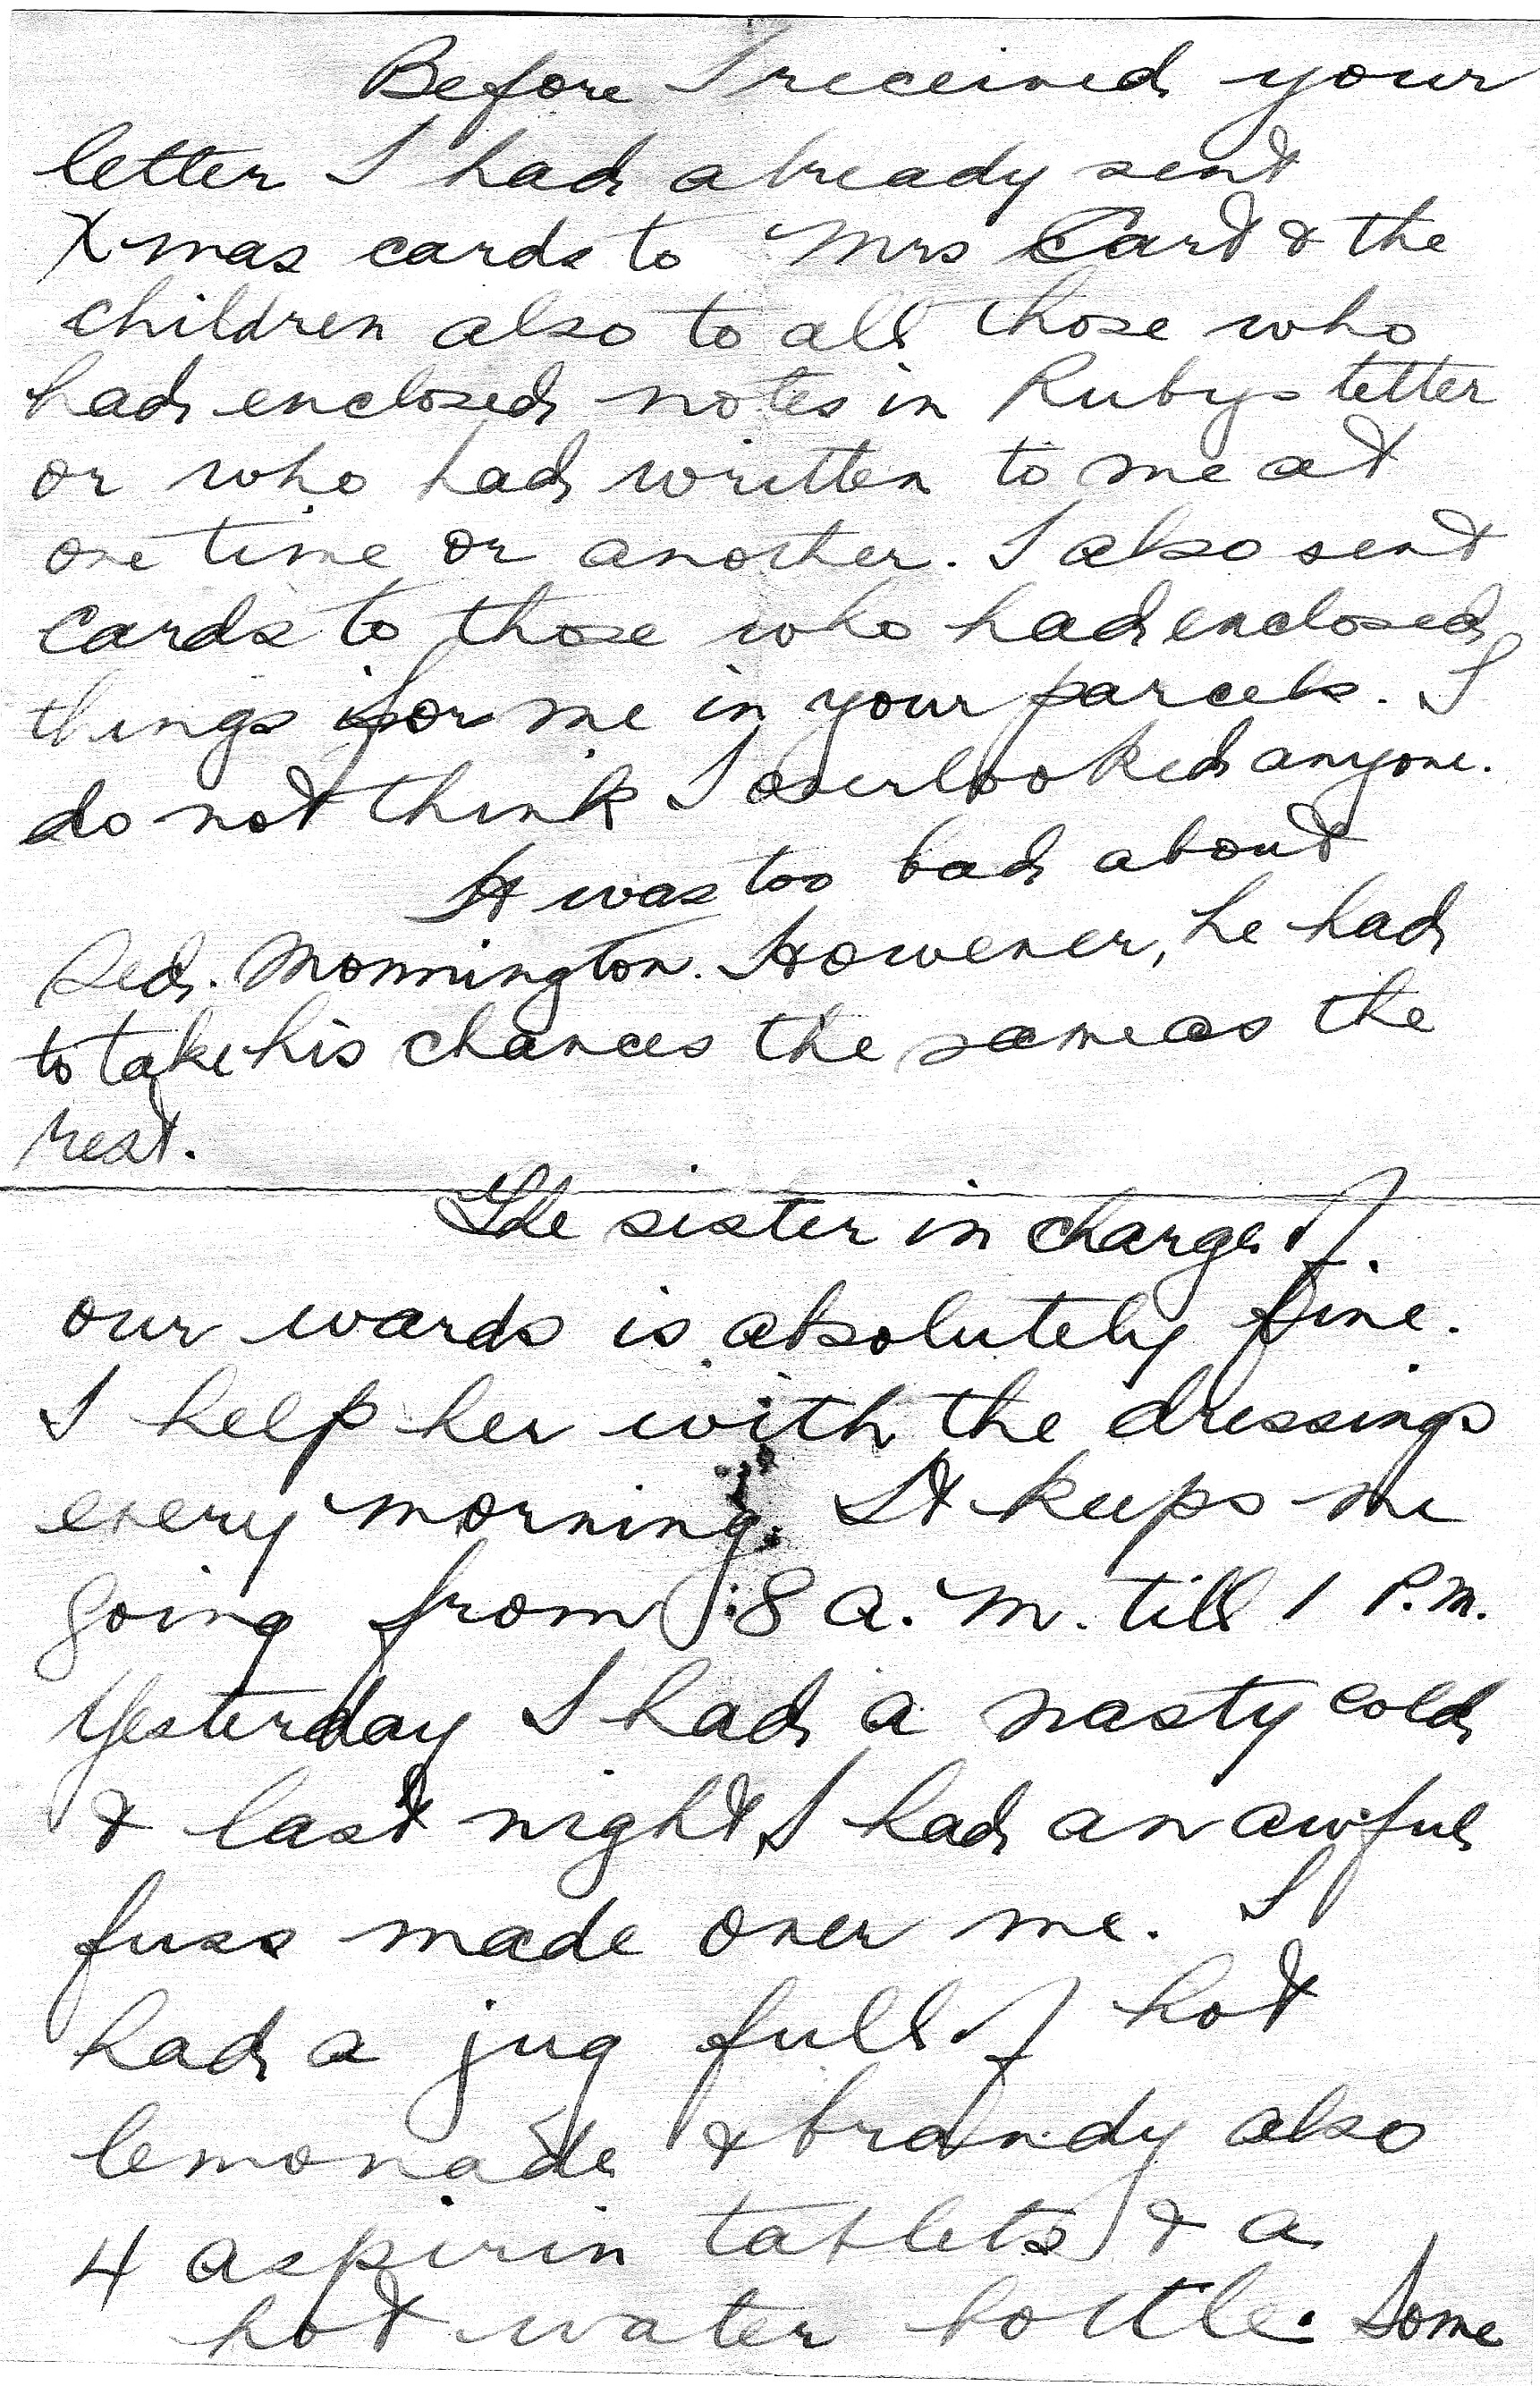 Before I received your
letter I had already sent
Xmas cards to Mrs Cart & the
children also to all those who
had enclosed notes in Rubys letter
or who had written to me at
one time or another. I also sent
cards to those who had enclosed
things for me in your parcels. I
do not think I overlooked anyone.
It was too bad about
Monnington. However, he had
to take his chances the same as the
rest.
The sister in charge of
our wards is absolutely fine.
I help her with the dressings
every morning. It keeps me
going from 8 a.m. till 1 P.M.
Yesterday I had a nasty cold
& last night I had an awful
fuss made over me. I
had a jug full of hot
lemonade & brandy also
4 aspirin tablets & a
hot water bottle. Some